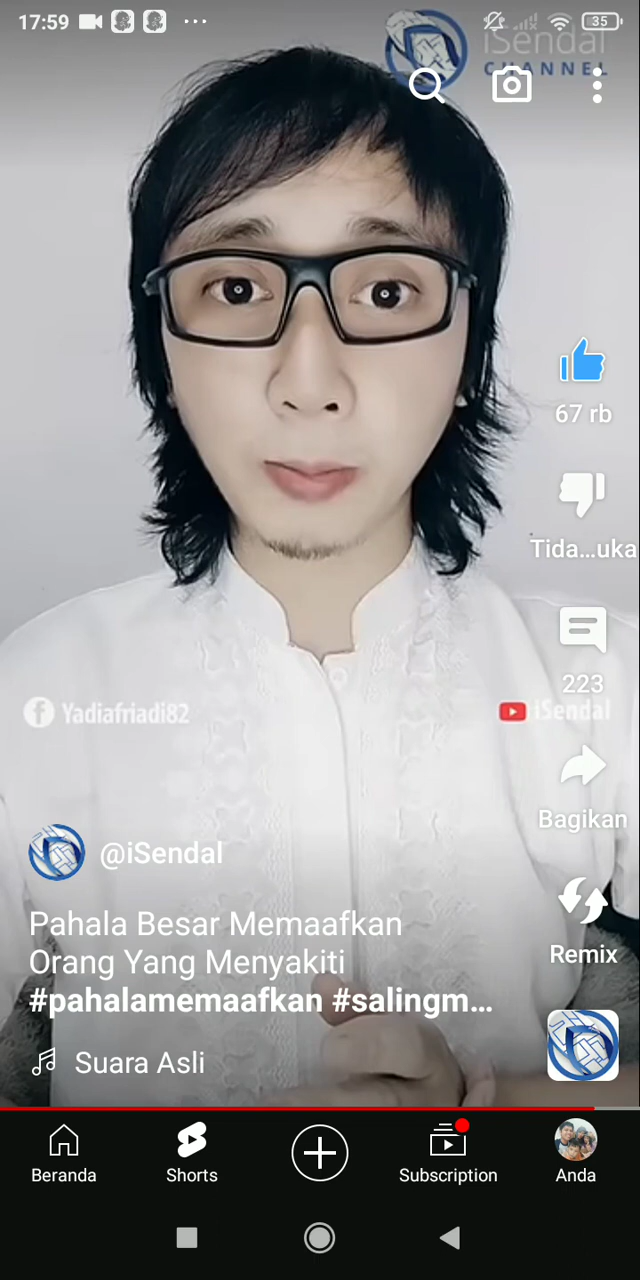 17:59
35
iSendal
CHANNEL
67 rb
Tida...uka
223
Yadiafriadi82
iSendal
Bagikan
@iSendal
Pahala Besar Memaafkan
Orang Yang Menyakiti
#pahalamemaafkan #salingm...
Remix
Suara Asli
Beranda
Shorts
Subscription
Anda